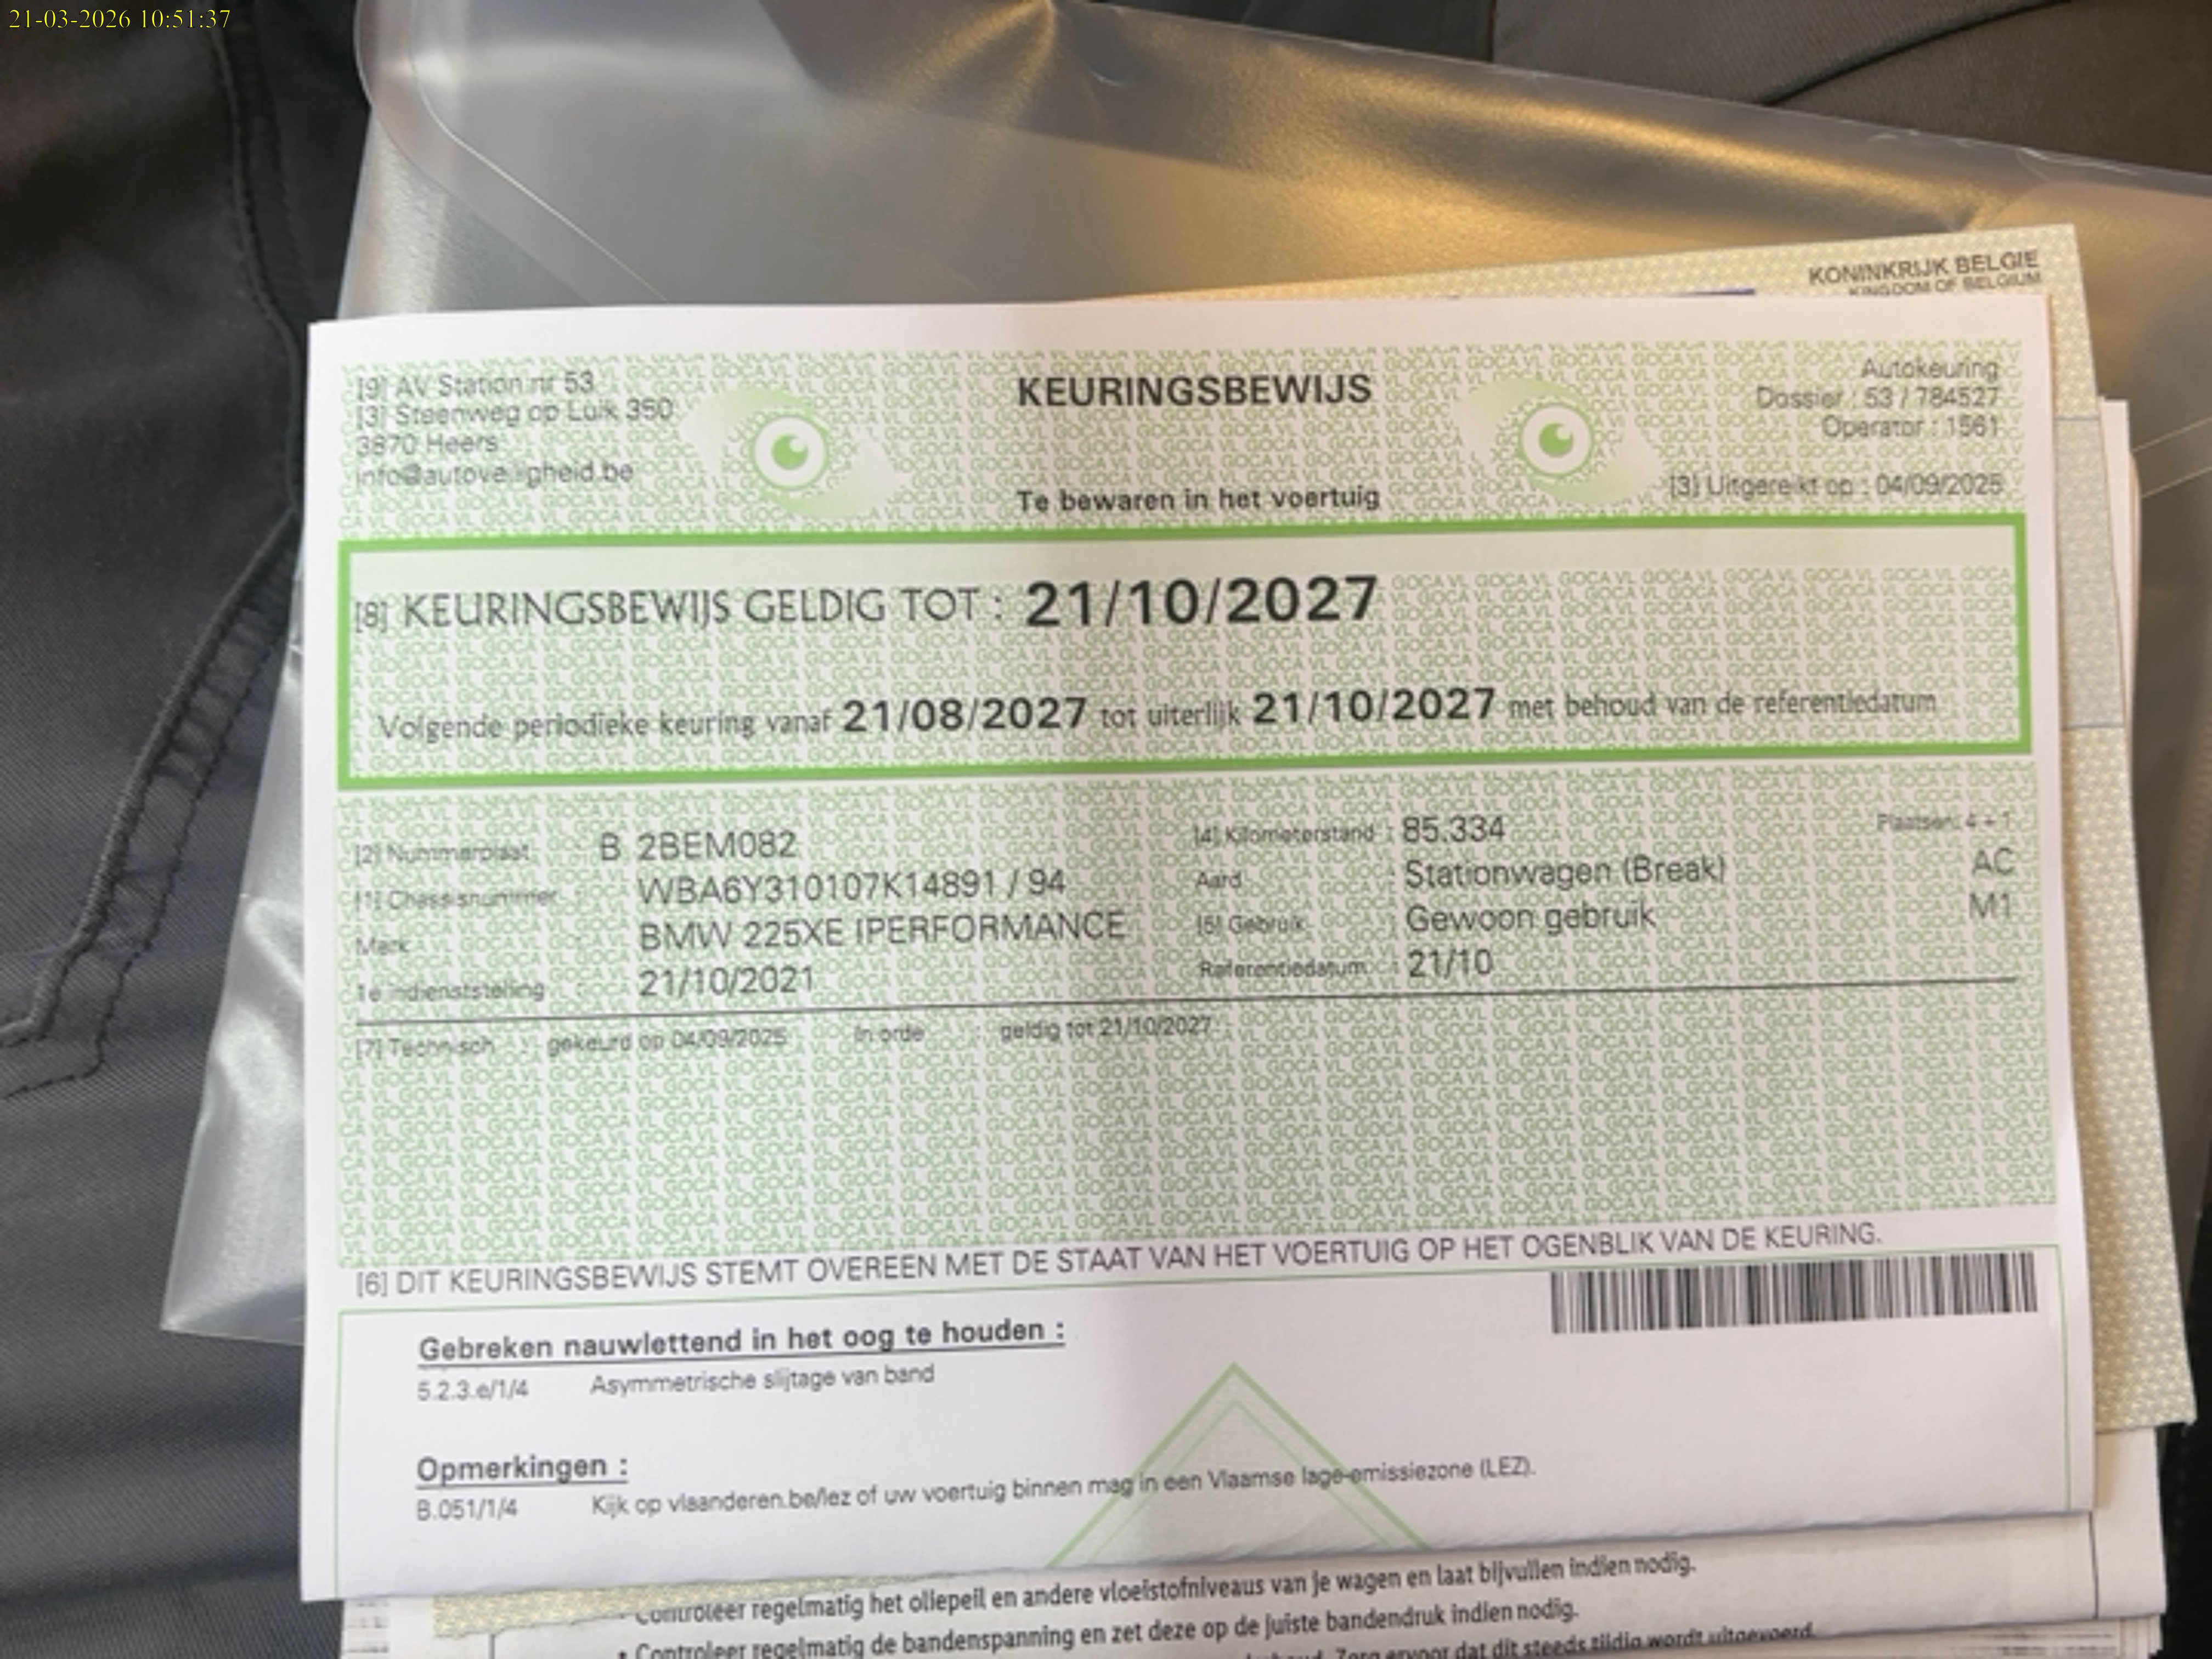 21-03-2026 10:51:37
KONINKRIJK BELGIE
KINGDOM OF BELGIUM
[9] AV Station nr 53
[3] Steenweg op Luik 350
3870 Heers
info@autoveiligheid.be
KEURINGSBEWIJS
Te bewaren in het voertuig
Autokeuring
Dossier : 53 / 784527
Operator : 1561
[3] Uitgereikt op : 04/09/2025
[8] KEURINGSBEWIJS GELDIG TOT : 21/10/2027
Volgende periodieke keuring vanaf 21/08/2027 tot uiterlijk 21/10/2027 met behoud van de referentiedatum
[2] Nummerplaat : B 2BEM082
[1] Chassisnummer : WBA6Y310107K14891 / 94
Merk : BMW 225XE IPERFORMANCE
1e indienststelling : 21/10/2021
[4] Kilometerstand : 85.334
Plaatsen: 4 + 1
Aard : Stationwagen (Break) AC
[5] Gebruik : Gewoon gebruik M1
Referentiedatum : 21/10
[7] Technisch : gekeurd op 04/09/2025 In orde : geldig tot 21/10/2027
[6] DIT KEURINGSBEWIJS STEMT OVEREEN MET DE STAAT VAN HET VOERTUIG OP HET OGENBLIK VAN DE KEURING.
Gebreken nauwlettend in het oog te houden :
5.2.3.e/1/4 Asymmetrische slijtage van band
Opmerkingen :
B.051/1/4 Kijk op vlaanderen.be/lez of uw voertuig binnen mag in een Vlaamse lage-emissiezone (LEZ).
• Controleer regelmatig het oliepeil en andere vloeistofniveaus van je wagen en laat bijvullen indien nodig.
• Controleer regelmatig de bandenspanning en zet deze op de juiste bandendruk indien nodig.
Zorg ervoor dat dit steeds tijdig wordt uitgevoerd.